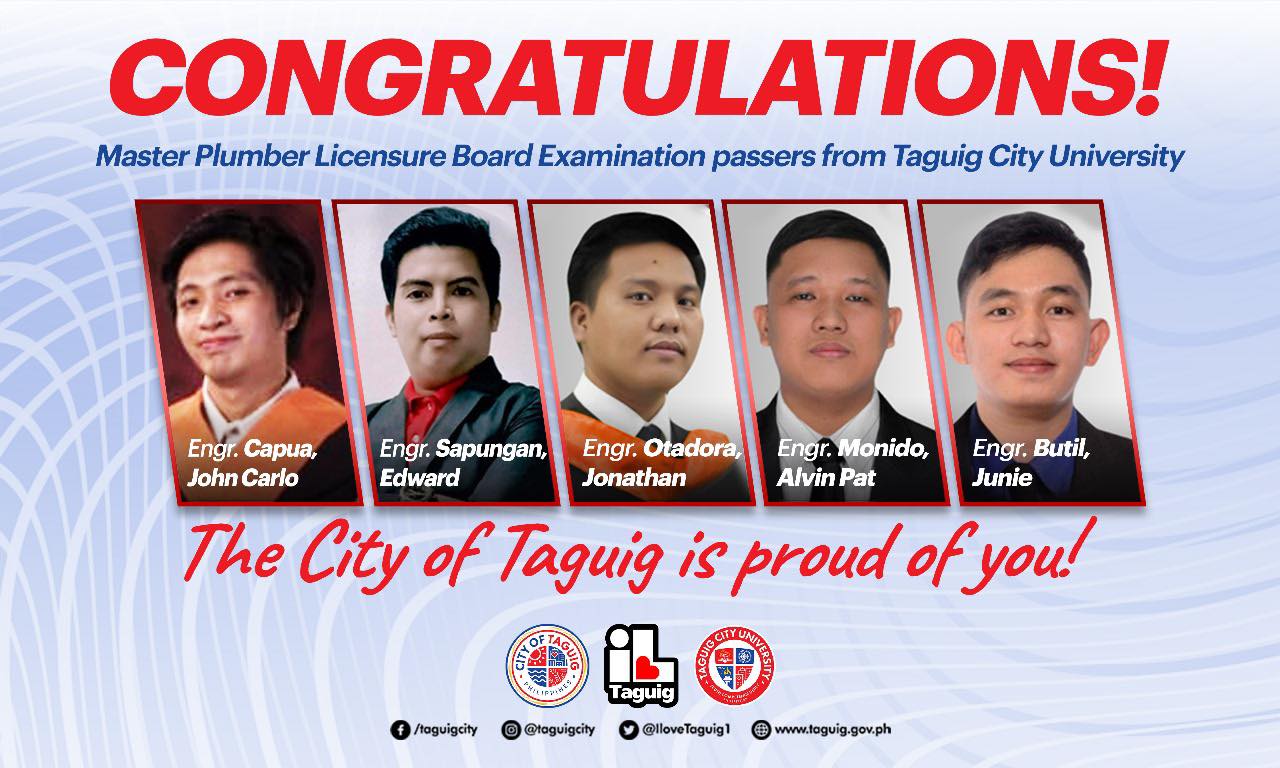 CONGRATULATIONS!
Master Plumber Licensure Board Examination passers from Taguig City University
Engr. Capua,
John Carlo
Engr. Sapungan,
Edward
Engr. Otadora,
Jonathan
Engr. Monido,
Alvin Pat
Engr. Butil,
Junie
The City of Taguig is proud of you!
CITY OF TAGUIG
PHILIPPINES
iL
Taguig
TAGUIG CITY UNIVERSITY
/taguigcity
@taguigcity
@IloveTaguig1
www.taguig.gov.ph